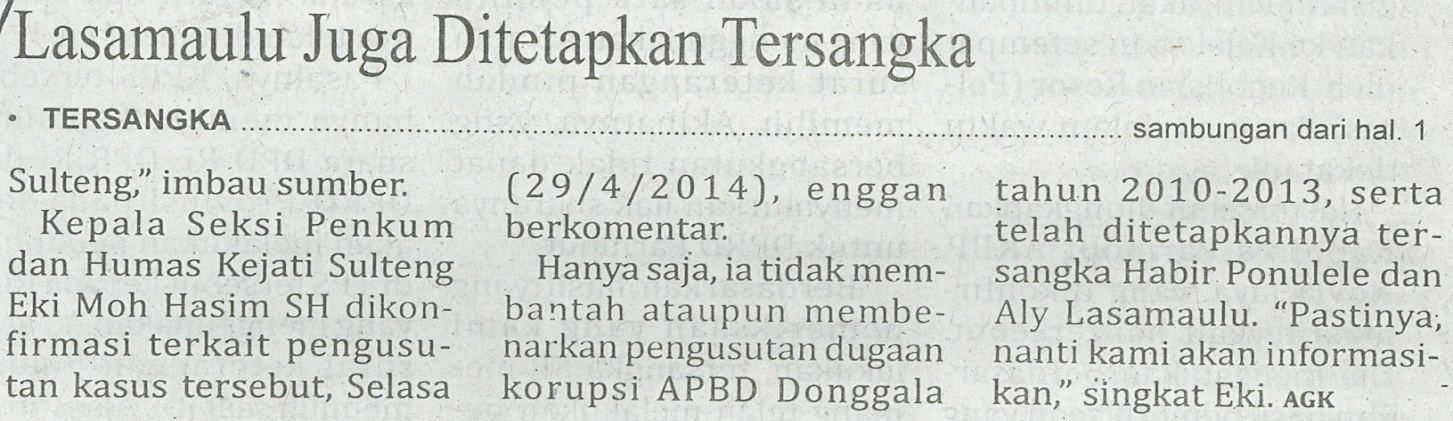 Lasamaulu Juga Ditetapkan Tersangka
• TERSANGKA........................................................................................................sambungan dari hal. 1
Sulteng,” imbau sumber.
Kepala Seksi Penkum
dan Humas Kejati Sulteng
Eki Moh Hasim SH dikon-
firmasi terkait pengusu-
tan kasus tersebut, Selasa
(29/4/2014), enggan
berkomentar.
Hanya saja, ia tidak mem-
bantah ataupun membe-
narkan pengusutan dugaan
korupsi APBD Donggala
tahun 2010-2013, serta
telah ditetapkannya ter-
sangka Habir Ponulele dan
Aly Lasamaulu. “Pastinya,
nanti kami akan informasi-
kan,” singkat Eki. AGK